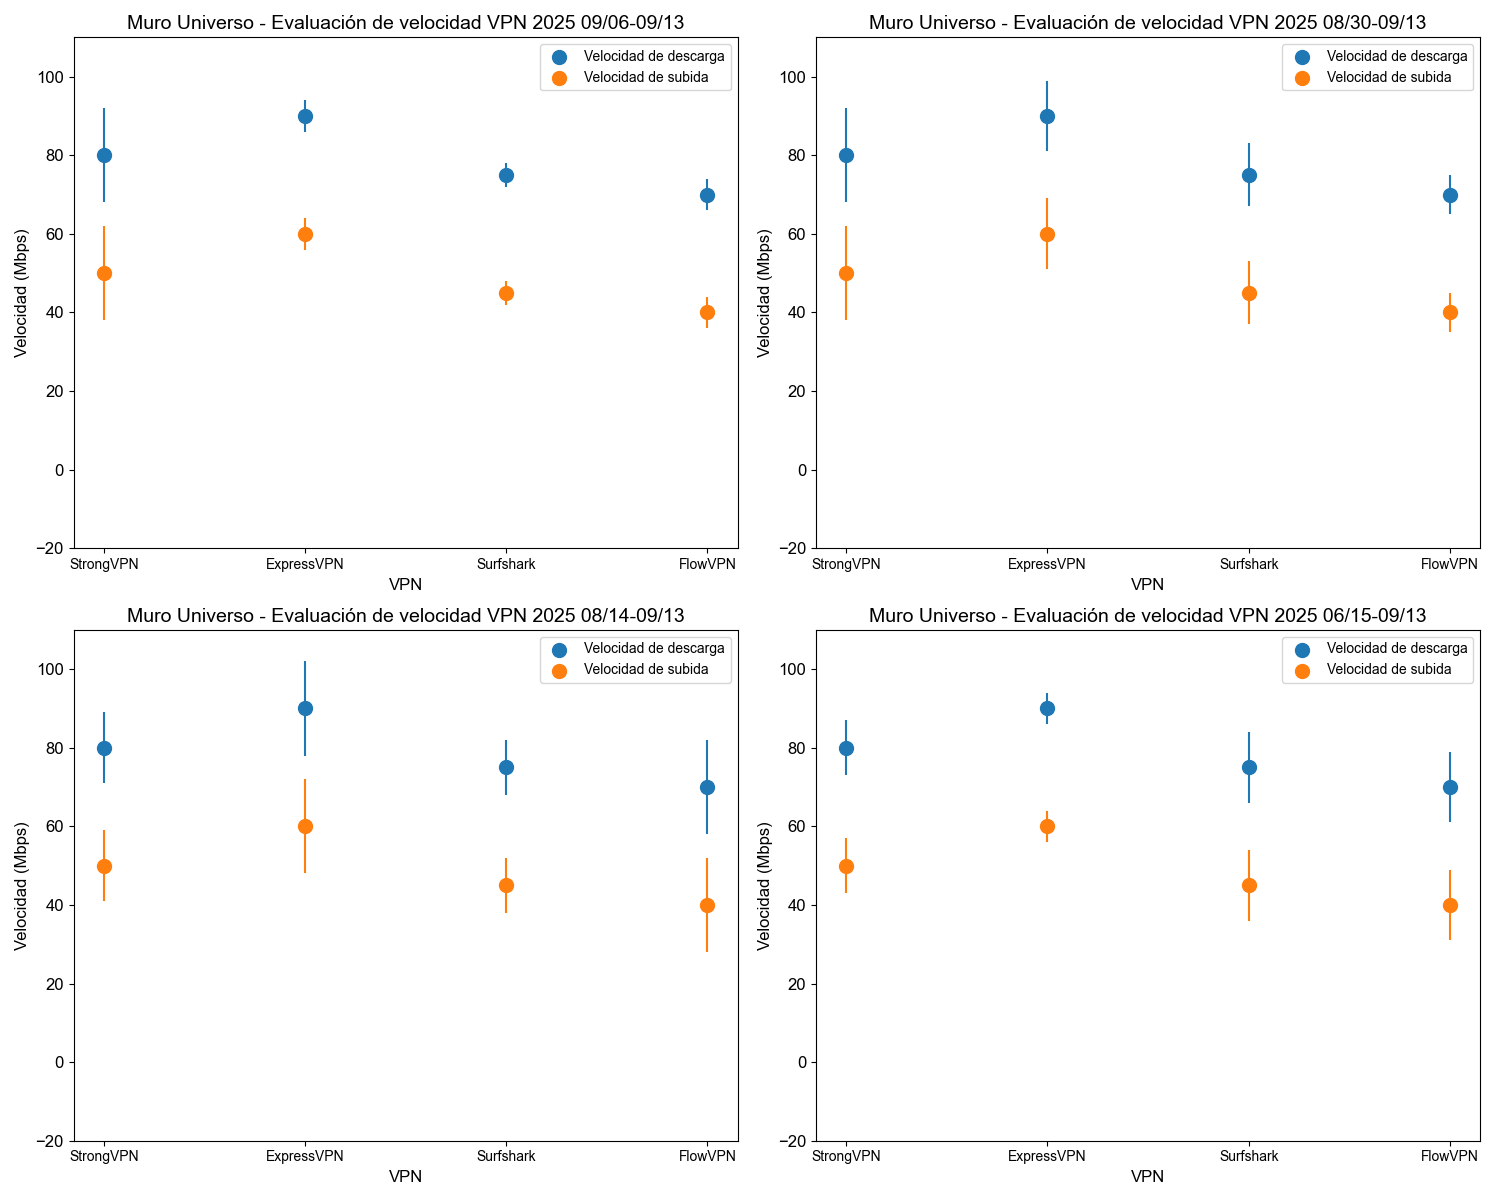 Muro Universo - Evaluación de velocidad VPN 2025 09/06-09/13
Velocidad de descarga
Velocidad de subida
Velocidad (Mbps)
100
80
60
40
20
0
−20
StrongVPN ExpressVPN Surfshark FlowVPN
VPN
Muro Universo - Evaluación de velocidad VPN 2025 08/30-09/13
Velocidad de descarga
Velocidad de subida
Velocidad (Mbps)
100
80
60
40
20
0
−20
StrongVPN ExpressVPN Surfshark FlowVPN
VPN
Muro Universo - Evaluación de velocidad VPN 2025 08/14-09/13
Velocidad de descarga
Velocidad de subida
Velocidad (Mbps)
100
80
60
40
20
0
−20
StrongVPN ExpressVPN Surfshark FlowVPN
VPN
Muro Universo - Evaluación de velocidad VPN 2025 06/15-09/13
Velocidad de descarga
Velocidad de subida
Velocidad (Mbps)
100
80
60
40
20
0
−20
StrongVPN ExpressVPN Surfshark FlowVPN
VPN